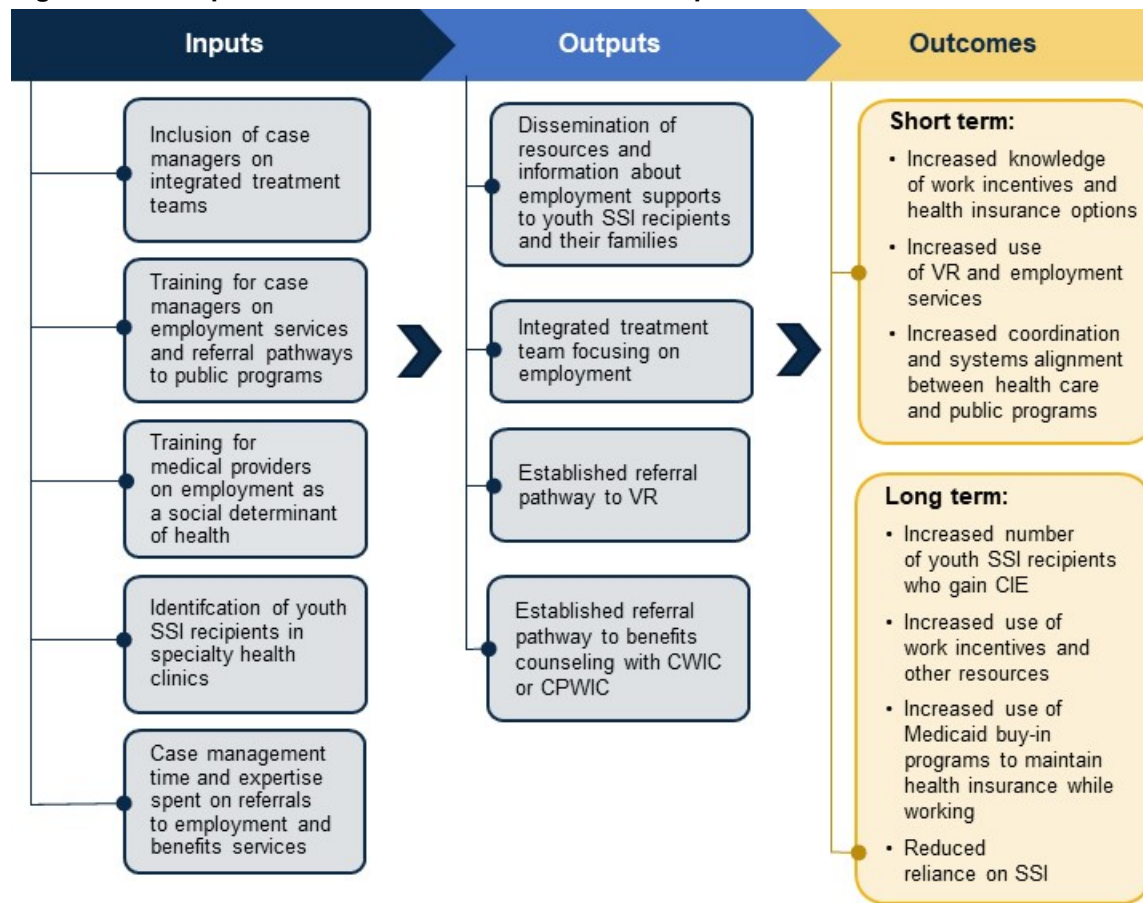 Inputs
Outputs
Outcomes
Inclusion of case
managers on
integrated treatment
teams
Training for case
managers on
employment services
and referral pathways
to public programs
Training for
medical providers
on employment as
a social determinant
of health
Identifcation of youth
SSI recipients in
specialty health
clinics
Case management
time and expertise
spent on referrals
to employment and
benefits services
Dissemination of
resources and
information about
employment supports
to youth SSI recipients
and their families
Integrated treatment
team focusing on
employment
Established referral
pathway to VR
Established referral
pathway to benefits
counseling with CWIC
or CPWIC
Short term:
• Increased knowledge
of work incentives and
health insurance options
• Increased use
of VR and employment
services
• Increased coordination
and systems alignment
between health care
and public programs
Long term:
• Increased number
of youth SSI recipients
who gain CIE
• Increased use of
work incentives and
other resources
• Increased use of
Medicaid buy-in
programs to maintain
health insurance while
working
• Reduced
reliance on SSI